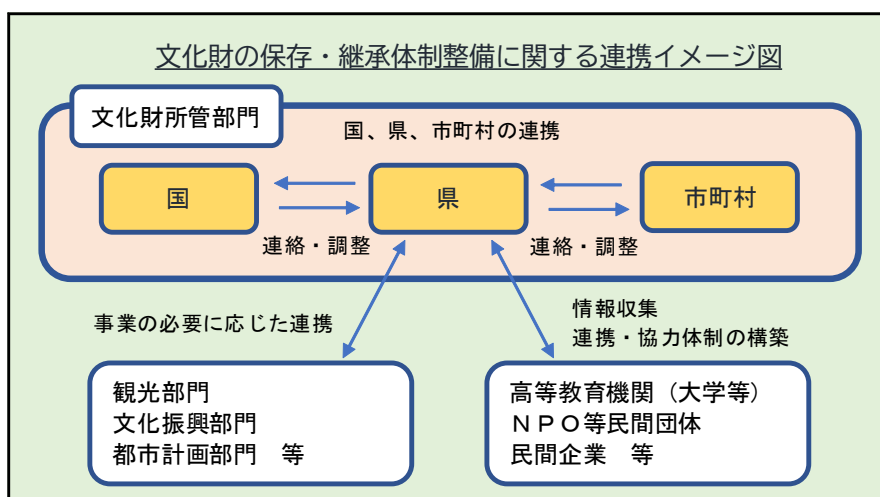 文化財の保存・継承体制整備に関する連携イメージ図
文化財所管部門
国、県、市町村の連携
国
県
市町村
連絡・調整
連絡・調整
事業の必要に応じた連携
情報収集
連携・協力体制の構築
観光部門
文化振興部門
都市計画部門　等
高等教育機関（大学等）
ＮＰＯ等民間団体
民間企業　等